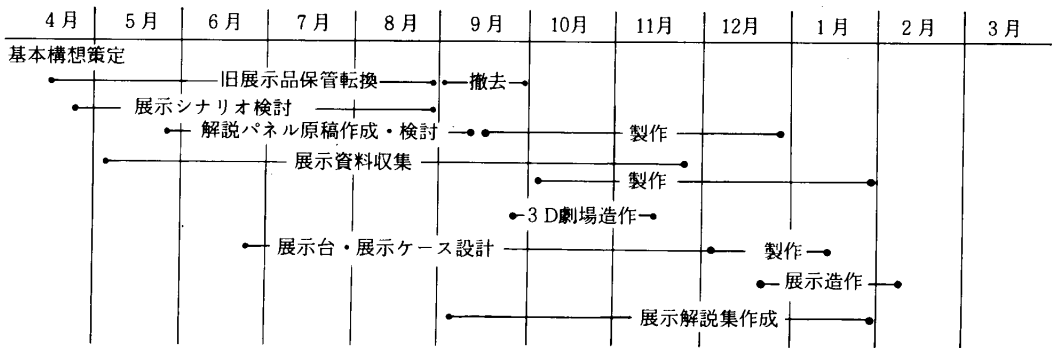 4月 5月 6月 7月 8月 9月 10月 11月 12月 1月 2月 3月
基本構想策定
旧展示品保管転換 撤去
展示シナリオ検討
解説パネル原稿作成・検討 製作
展示資料収集
製作
3D劇場造作
展示台・展示ケース設計 製作
展示造作
展示解説集作成